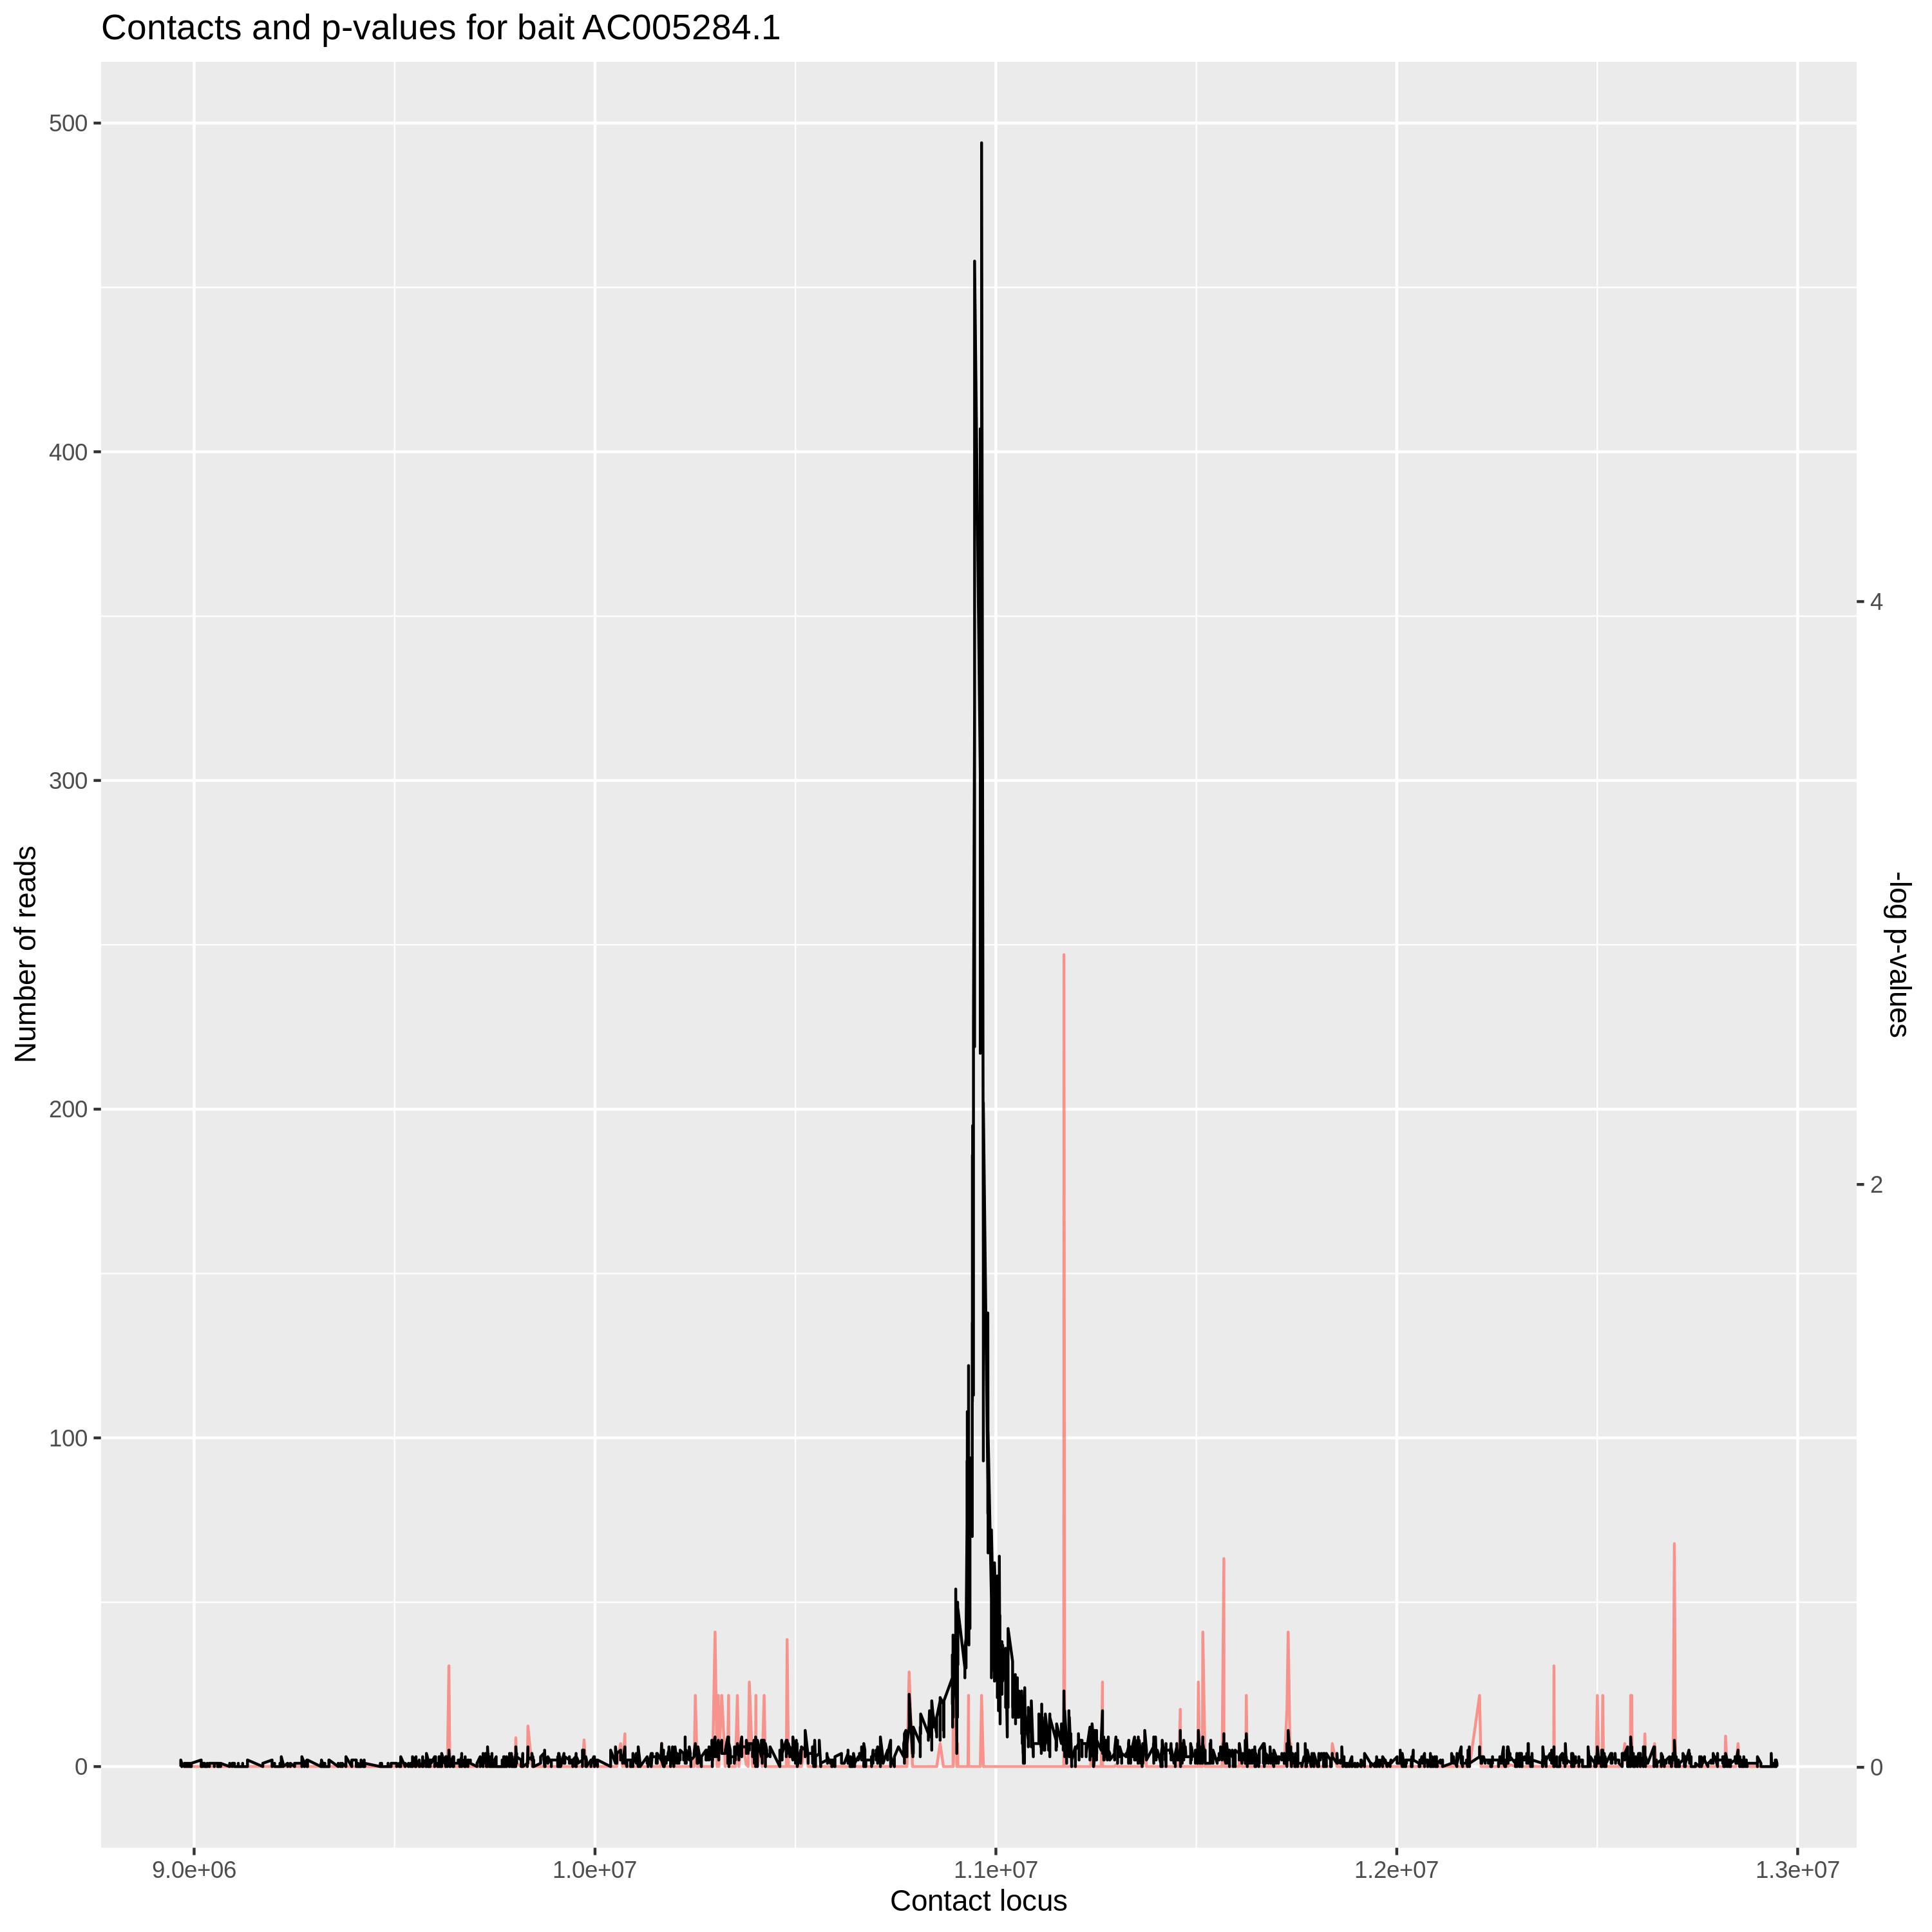 Contacts and p-values for bait AC005284.1
500
400
300
200
100
0
Number of reads
4
2
0
-log p-values
9.0e+06 1.0e+07 1.1e+07 1.2e+07 1.3e+07
Contact locus